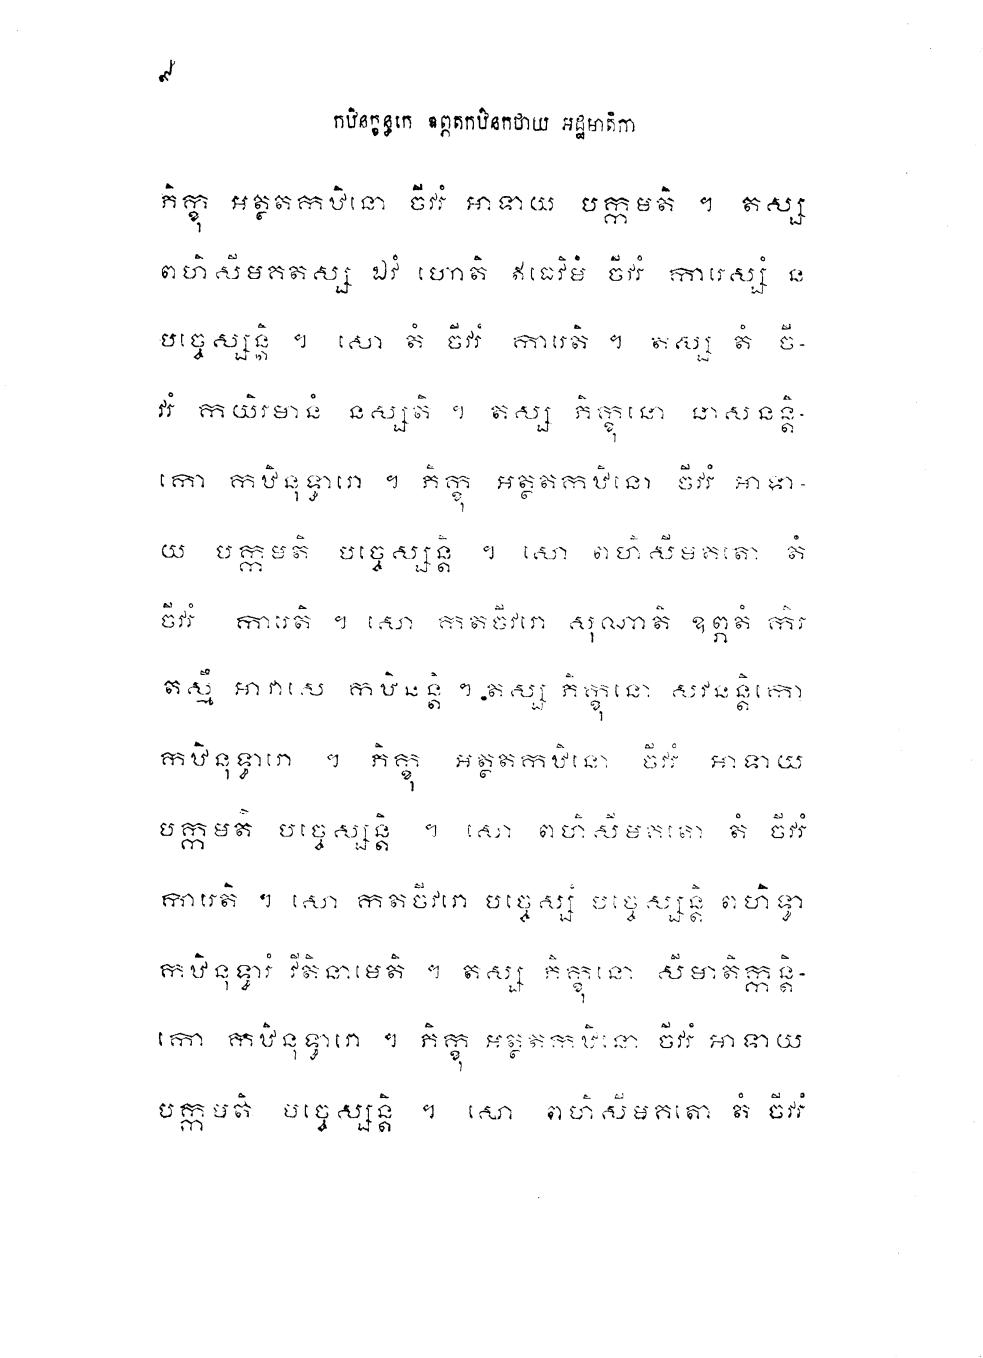 ៩
កឋិនក្ខន្ធកេ ឧព្ភតកឋិនកថាយ អដ្ឋមាតិកា
ភិក្ខុ អត្ថតកឋិនោ ចីវរំ អាទាយ បក្កមតិ ។ តស្ស
ពហិសីមគតស្ស ឯវំ ហោតិ ឥធេវិមំ ចីវរំ ការេស្សំ ន
បច្ចេស្សន្តិ ។ សោ តំ ចីវរំ ការេតិ ។ តស្ស តំ ចី-
វរំ កយិរមានំ នស្សតិ ។ តស្ស ភិក្ខុនោ នាសនន្តិ-
កោ កឋិនុទ្ធារោ ។ ភិក្ខុ អត្ថតកឋិនោ ចីវរំ អាទា-
យ បក្កមតិ បច្ចេស្សន្តិ ។ សោ ពហិសីមគតោ តំ
ចីវរំ ការេតិ ។ សោ កតចីវរោ សុណាតិ ឧព្ភតំ កិរ
តស្មឹ អាវាសេ កឋិនន្តិ ។ តស្ស ភិក្ខុនោ សវនន្តិកោ
កឋិនុទ្ធារោ ។ ភិក្ខុ អត្ថតកឋិនោ ចីវរំ អាទាយ
បក្កមតិ បច្ចេស្សន្តិ ។ សោ ពហិសីមគតោ តំ ចីវរំ
ការេតិ ។ សោ កតចីវរោ បច្ចេស្សំ បច្ចេស្សន្តិ ពហិទ្ធា
កឋិនុទ្ធារំ វីតិនាមេតិ ។ តស្ស ភិក្ខុនោ សីមាតិក្កន្តិ-
កោ កឋិនុទ្ធារោ ។ ភិក្ខុ អត្ថតកឋិនោ ចីវរំ អាទាយ
បក្កមតិ បច្ចេស្សន្តិ ។ សោ ពហិសីមគតោ តំ ចីវរំ